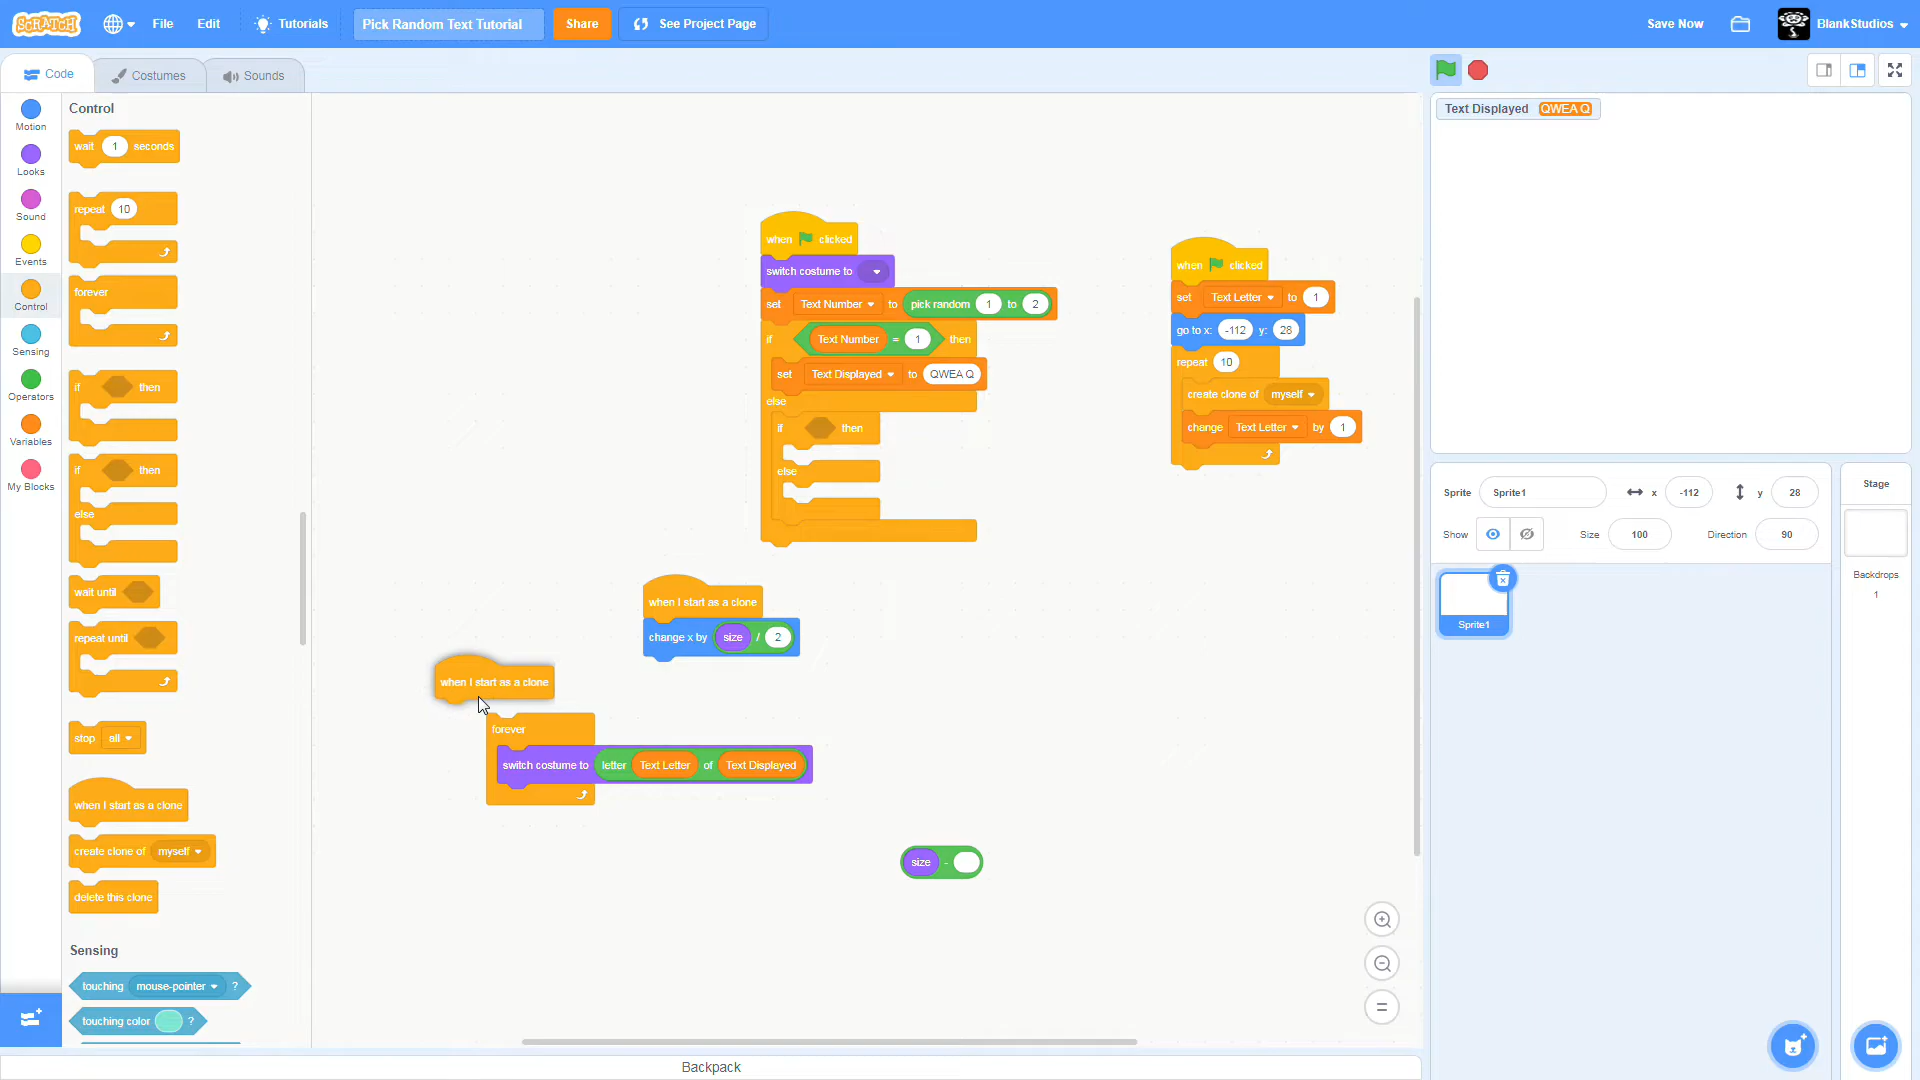 SCRATCH File Edit Tutorials Pick Random Text Tutorial Share See Project Page Save Now BlankStudios
Code Costumes Sounds
Motion
Looks
Sound
Events
Control
Sensing
Operators
Variables
My Blocks
Control
wait 1 seconds
repeat 10
forever
if then
if then
else
wait until
repeat until
stop all
when I start as a clone
create clone of myself
delete this clone
Sensing
touching mouse-pointer ?
touching color ?
when clicked
switch costume to
set Text Number to pick random 1 to 2
if Text Number = 1 then
set Text Displayed to QWEA Q
else
if then
else
when I start as a clone
change x by size / 2
when I start as a clone
forever
switch costume to letter Text Letter of Text Displayed
size -
when clicked
set Text Letter to 1
go to x: -112 y: 28
repeat 10
create clone of myself
change Text Letter by 1
Backpack
Text Displayed QWEA Q
Sprite Sprite1 x -112 y 28
Show Size 100 Direction 90
Sprite1
Stage
Backdrops
1